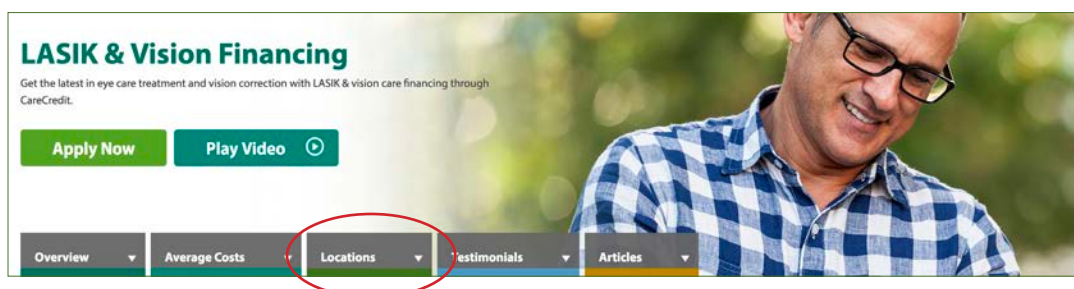 LASIK & Vision Financing
Get the latest in eye care treatment and vision correction with LASIK & vision care financing through
CareCredit.
Apply Now Play Video
Overview Average Costs Locations Testimonials Articles